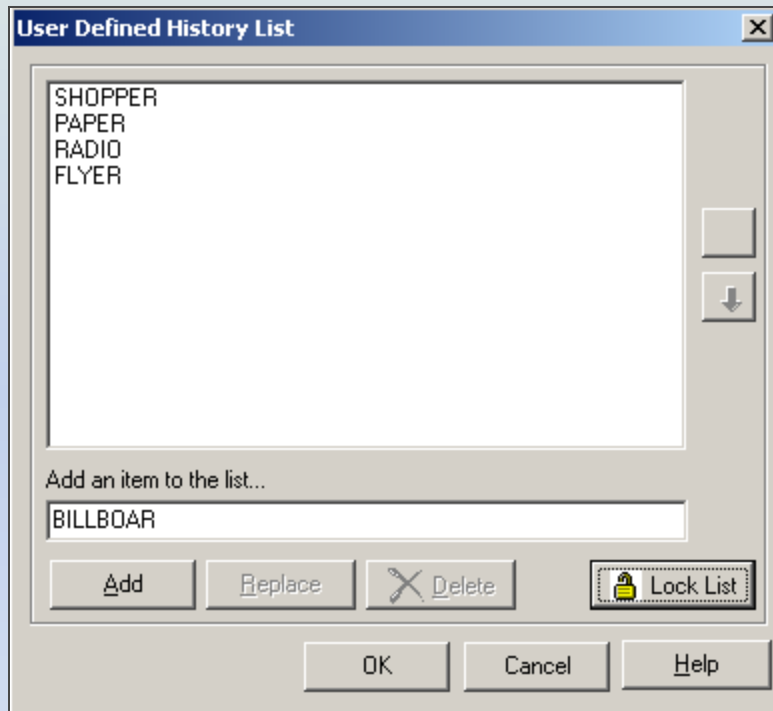 User Defined History List
SHOPPER
PAPER
RADIO
FLYER
Add an item to the list...
BILLBOAR
Add
Replace
Delete
Lock List
OK
Cancel
Help